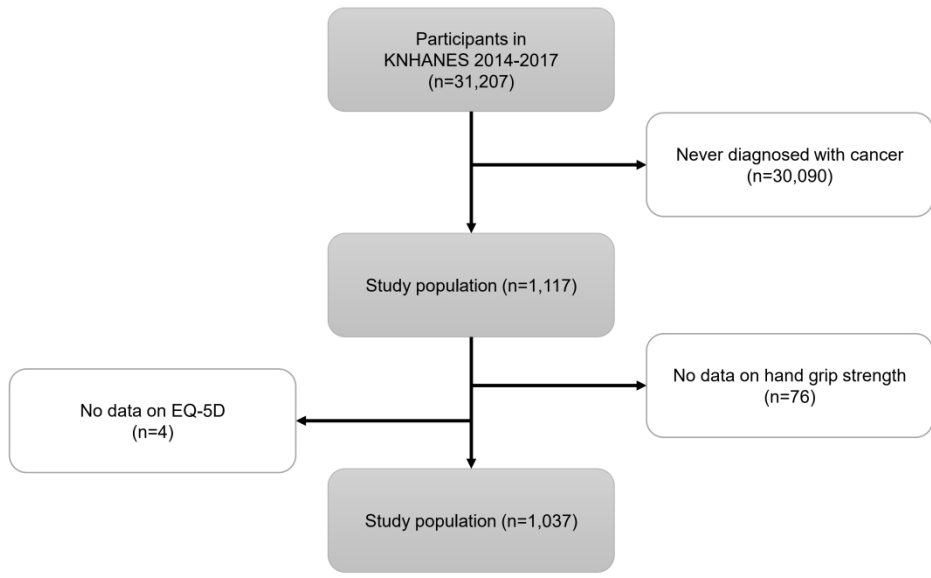 Participants in
KNHANES 2014-2017
(n=31,207)
Never diagnosed with cancer
(n=30,090)
Study population (n=1,117)
No data on hand grip strength
(n=76)
No data on EQ-5D
(n=4)
Study population (n=1,037)